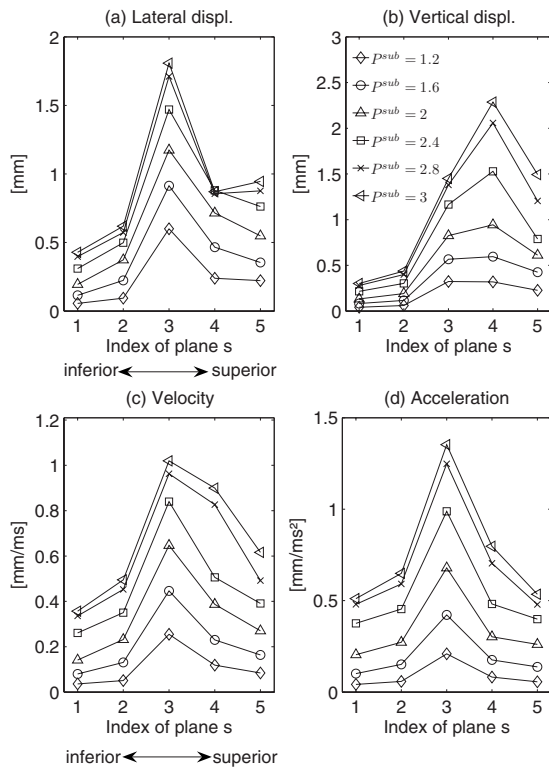 (a) Lateral displ.
2
1.5
1
0.5
0
[mm]
1 2 3 4 5
Index of plane s
inferior superior
(b) Vertical displ.
3
2.5
2
1.5
1
0.5
0
[mm]
P^sub = 1.2
P^sub = 1.6
P^sub = 2
P^sub = 2.4
P^sub = 2.8
P^sub = 3
1 2 3 4 5
Index of plane s
(c) Velocity
1.2
1
0.8
0.6
0.4
0.2
0
[mm/ms]
1 2 3 4 5
Index of plane s
inferior superior
(d) Acceleration
1.5
1
0.5
0
[mm/ms²]
1 2 3 4 5
Index of plane s